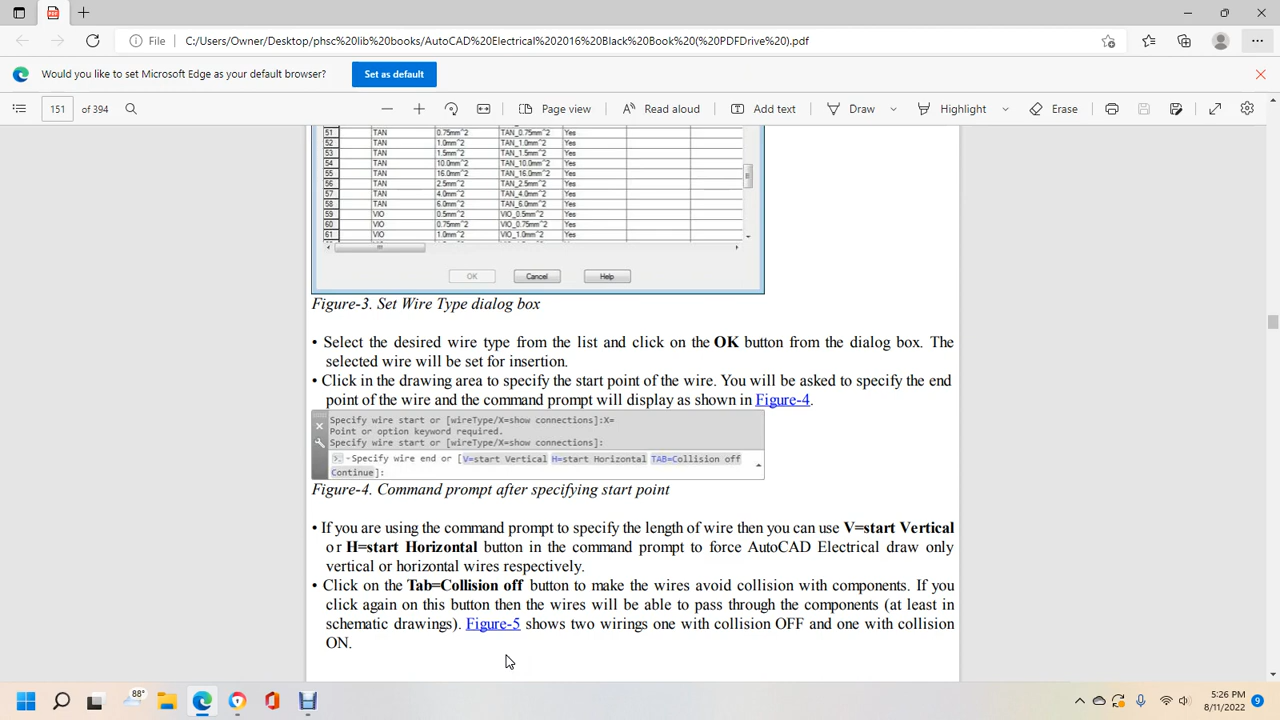 File C:/Users/Owner/Desktop/phsc%20lib%20books/AutoCAD%20Electrical%202016%20Black%20Book%20(%20PDFDrive%20).pdf
Would you like to set Microsoft Edge as your default browser? Set as default
151 of 394 Page view Read aloud Add text Draw Highlight Erase
51 TAN 0.75mm^2 TAN_0.75mm^2 Yes
52 TAN 1.0mm^2 TAN_1.0mm^2 Yes
53 TAN 1.5mm^2 TAN_1.5mm^2 Yes
54 TAN 10.0mm^2 TAN_10.0mm^2 Yes
55 TAN 16.0mm^2 TAN_16.0mm^2 Yes
56 TAN 2.5mm^2 TAN_2.5mm^2 Yes
57 TAN 4.0mm^2 TAN_4.0mm^2 Yes
58 TAN 6.0mm^2 TAN_6.0mm^2 Yes
59 VIO 0.5mm^2 VIO_0.5mm^2 Yes
60 VIO 0.75mm^2 VIO_0.75mm^2 Yes
61 VIO 1.0mm^2 VIO_1.0mm^2 Yes
OK Cancel Help
Figure-3. Set Wire Type dialog box
• Select the desired wire type from the list and click on the OK button from the dialog box. The
selected wire will be set for insertion.
• Click in the drawing area to specify the start point of the wire. You will be asked to specify the end
point of the wire and the command prompt will display as shown in Figure-4.
Specify wire start or [wireType/X=show connections]:X=
Point or option keyword required.
Specify wire start or [wireType/X=show connections]:
-Specify wire end or [V=start Vertical H=start Horizontal TAB=Collision off
Continue]:
Figure-4. Command prompt after specifying start point
• If you are using the command prompt to specify the length of wire then you can use V=start Vertical
or H=start Horizontal button in the command prompt to force AutoCAD Electrical draw only
vertical or horizontal wires respectively.
• Click on the Tab=Collision off button to make the wires avoid collision with components. If you
click again on this button then the wires will be able to pass through the components (at least in
schematic drawings). Figure-5 shows two wirings one with collision OFF and one with collision
ON.
88°
5:26 PM
8/11/2022
9